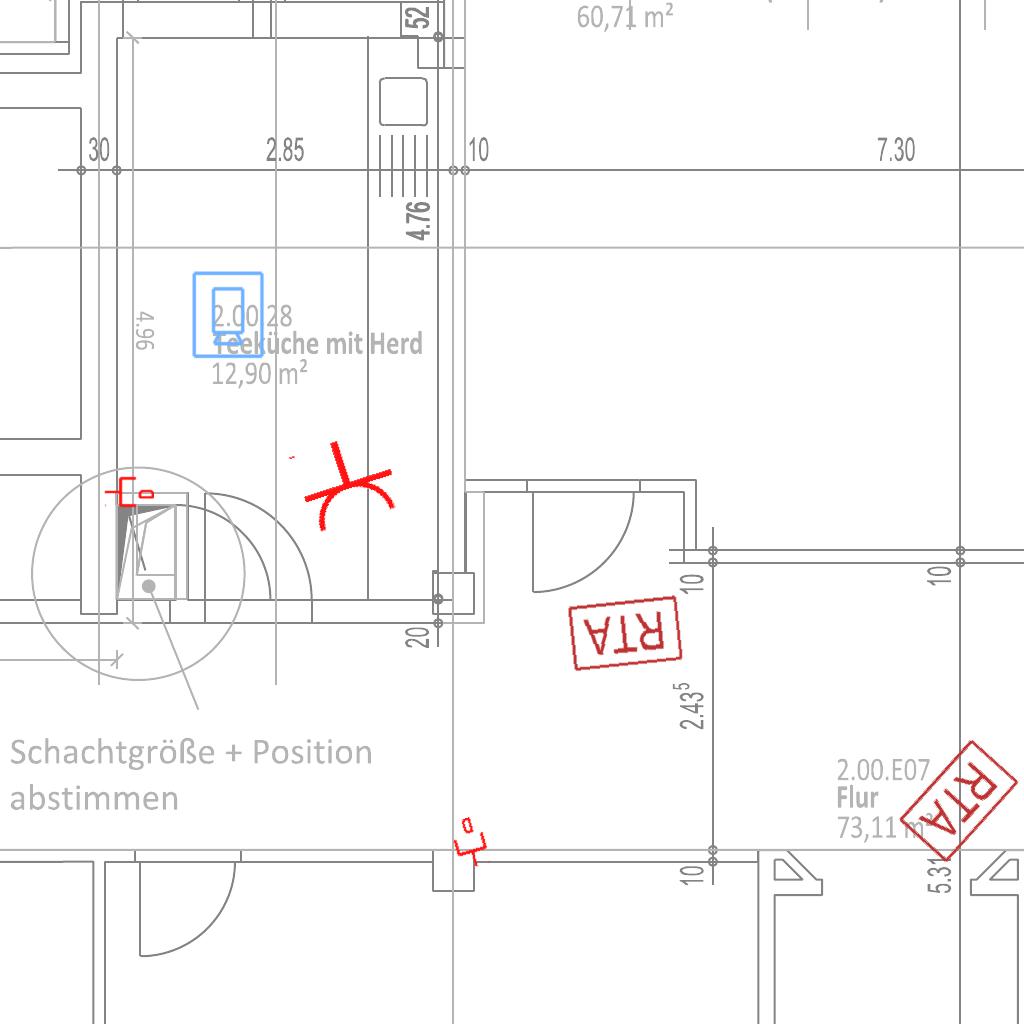 52
60,71 m²
30
2.85
10
7.30
4.76
4.96
2.00.28
Teeküche mit Herd
12,90 m²
10
10
RTA
20
2.43⁵
Schachtgröße + Position
abstimmen
2.00.E07
Flur
73,11 m²
RTA
10
5.31